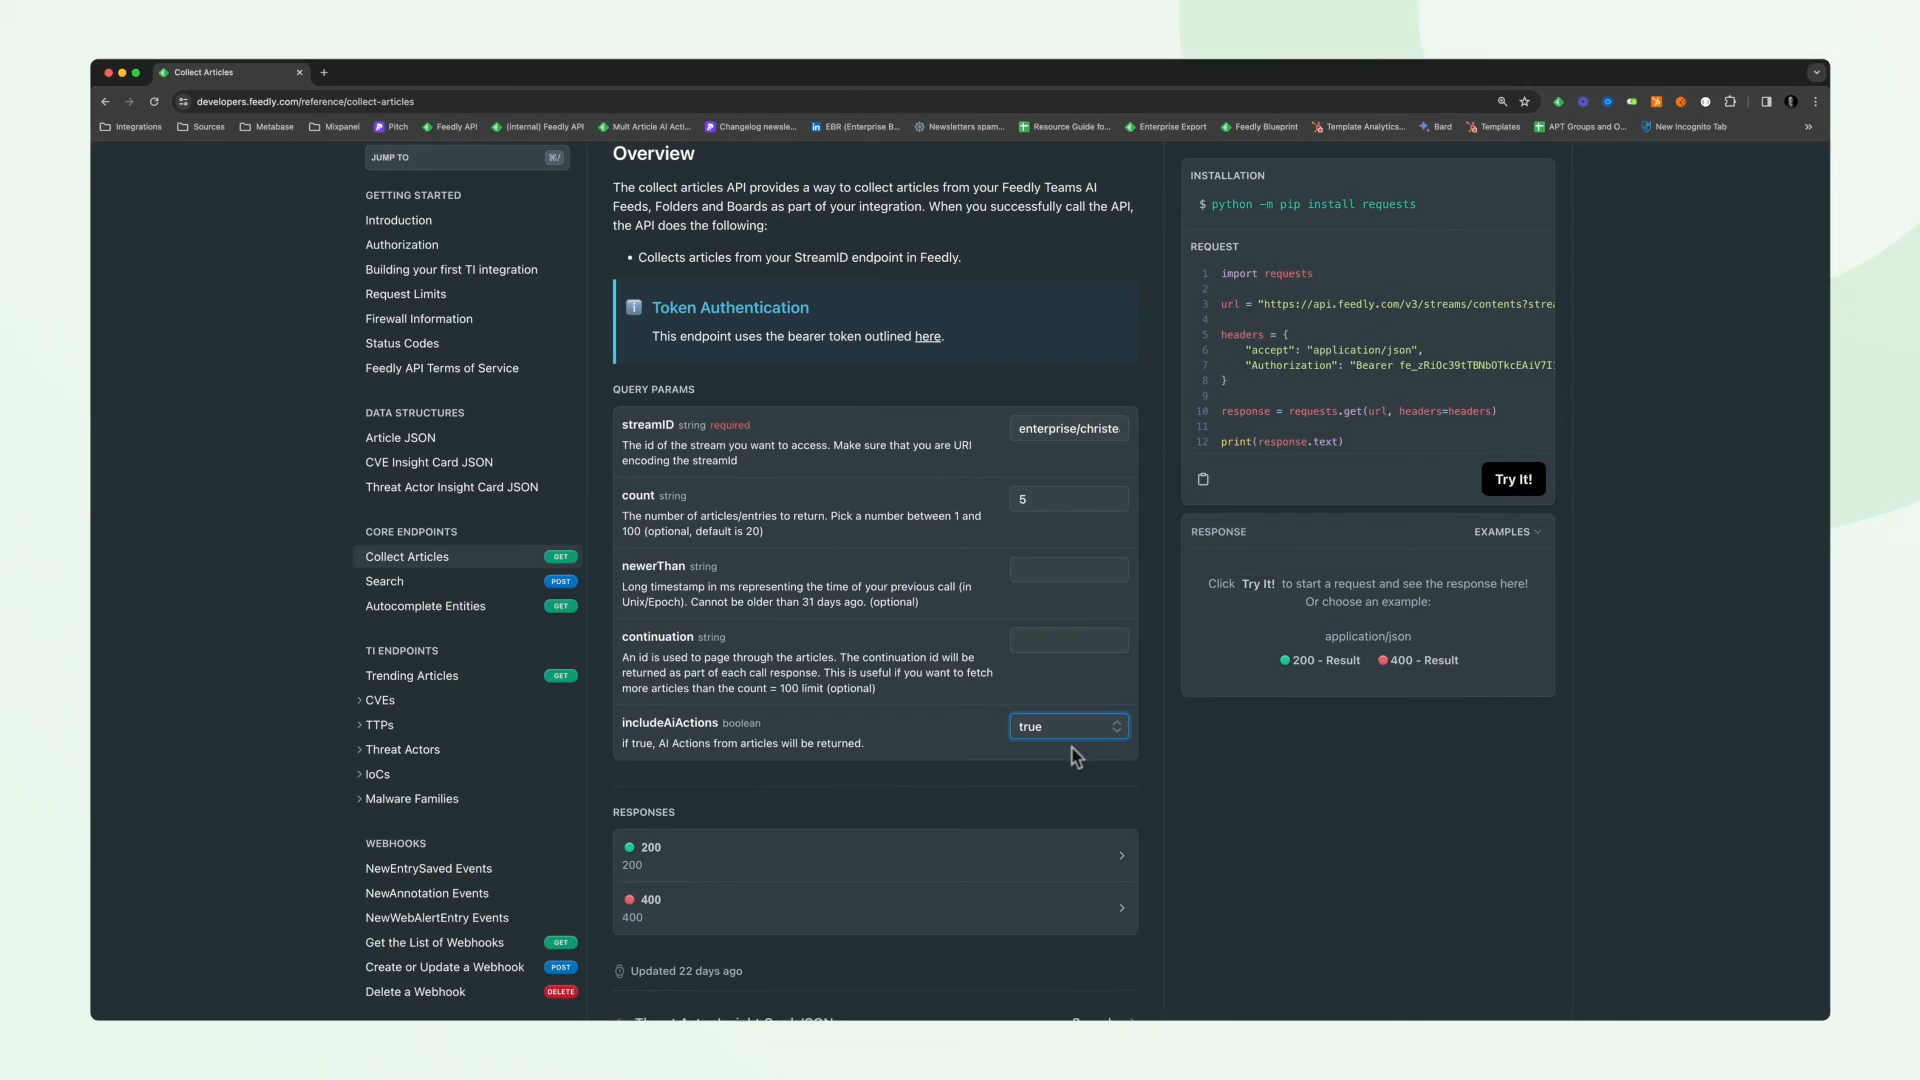 Collect Articles
developers.feedly.com/reference/collect-articles
Integrations
Sources
Metabase
Mixpanel
Pitch
Feedly API
(internal) Feedly API
Mult Article AI Acti...
Changelog newsle...
EBR (Enterprise B...
Newsletters spam...
Resource Guide fo...
Enterprise Export
Feedly Blueprint
Template Analytics...
Bard
Templates
APT Groups and O...
New Incognito Tab
JUMP TO
⌘/
GETTING STARTED
Introduction
Authorization
Building your first TI integration
Request Limits
Firewall Information
Status Codes
Feedly API Terms of Service
DATA STRUCTURES
Article JSON
CVE Insight Card JSON
Threat Actor Insight Card JSON
CORE ENDPOINTS
Collect Articles GET
Search POST
Autocomplete Entities GET
TI ENDPOINTS
Trending Articles GET
CVEs
TTPs
Threat Actors
IoCs
Malware Families
WEBHOOKS
NewEntrySaved Events
NewAnnotation Events
NewWebAlertEntry Events
Get the List of Webhooks GET
Create or Update a Webhook POST
Delete a Webhook DELETE
Overview
The collect articles API provides a way to collect articles from your Feedly Teams AI
Feeds, Folders and Boards as part of your integration. When you successfully call the API,
the API does the following:
• Collects articles from your StreamID endpoint in Feedly.
Token Authentication
This endpoint uses the bearer token outlined here.
QUERY PARAMS
streamID string required
enterprise/christe
The id of the stream you want to access. Make sure that you are URI
encoding the streamId
count string
5
The number of articles/entries to return. Pick a number between 1 and
100 (optional, default is 20)
newerThan string
Long timestamp in ms representing the time of your previous call (in
Unix/Epoch). Cannot be older than 31 days ago. (optional)
continuation string
An id is used to page through the articles. The continuation id will be
returned as part of each call response. This is useful if you want to fetch
more articles than the count = 100 limit (optional)
includeAiActions boolean
true
if true, AI Actions from articles will be returned.
RESPONSES
200
200
400
400
Updated 22 days ago
INSTALLATION
$ python -m pip install requests
REQUEST
1 import requests
2
3 url = "https://api.feedly.com/v3/streams/contents?strea
4
5 headers = {
6 "accept": "application/json",
7 "Authorization": "Bearer
8 }
9
10 response = requests.get(url, headers=headers)
11
12 print(response.text)
Try It!
RESPONSE
EXAMPLES
Click Try It! to start a request and see the response here!
Or choose an example:
application/json
200 - Result
400 - Result